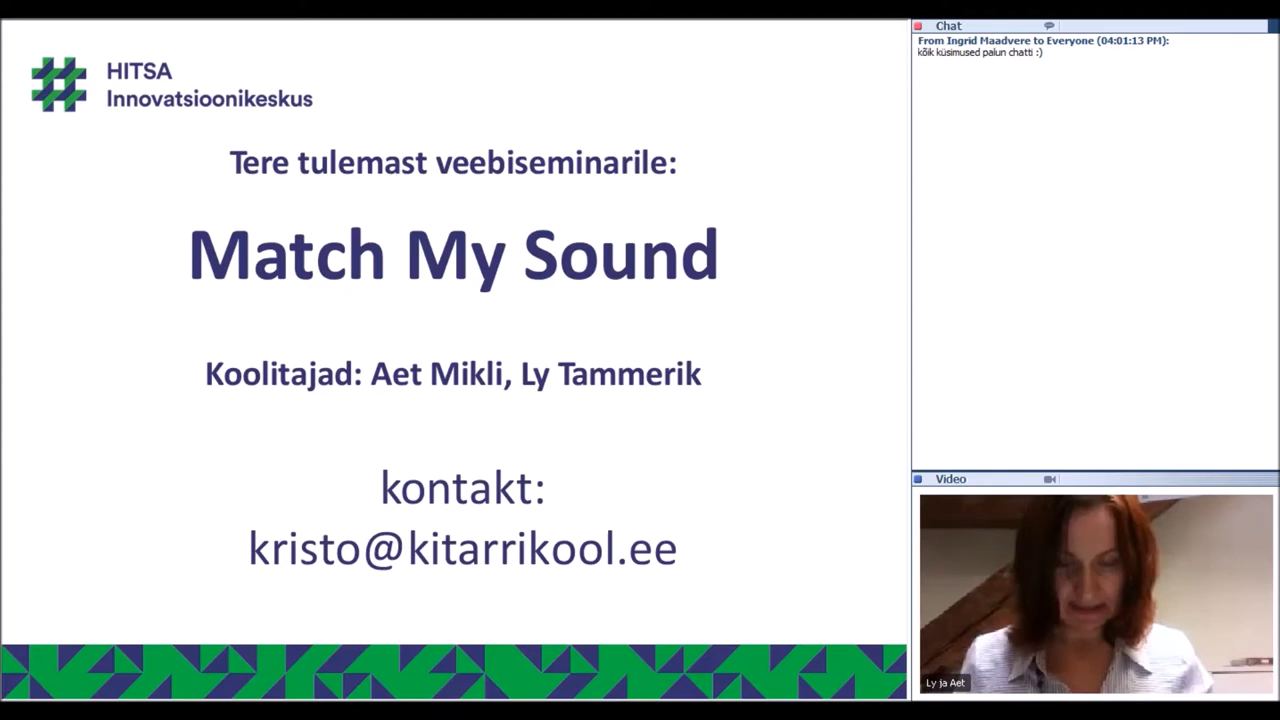 HITSA
Innovatsioonikeskus
Tere tulemast veebiseminarile:
Match My Sound
Koolitajad: Aet Mikli, Ly Tammerik
kontakt:
kristo@kitarrikool.ee
Chat
From Ingrid Maadvere to Everyone (04:01:13 PM):
kõik küsimused palun chatti :)
Video
Ly ja Aet